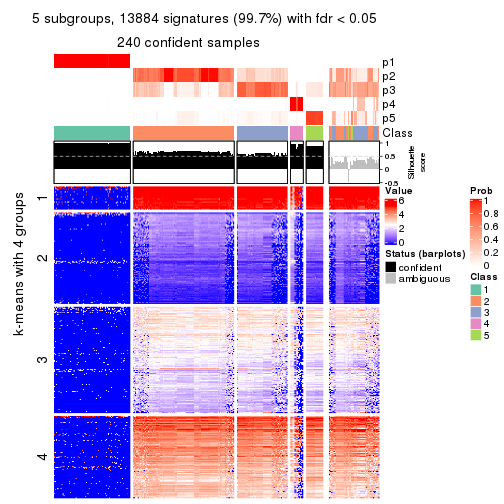 5 subgroups, 13884 signatures (99.7%) with fdr < 0.05
240 confident samples
p1
p2
p3
p4
p5
Class
1
0.5
0
-0.5
Silhouette
score
k-means with 4 groups
1
2
3
4
Value
6
4
2
0
Status (barplots)
confident
ambiguous
Prob
1
0.8
0.6
0.4
0.2
0
Class
1
2
3
4
5